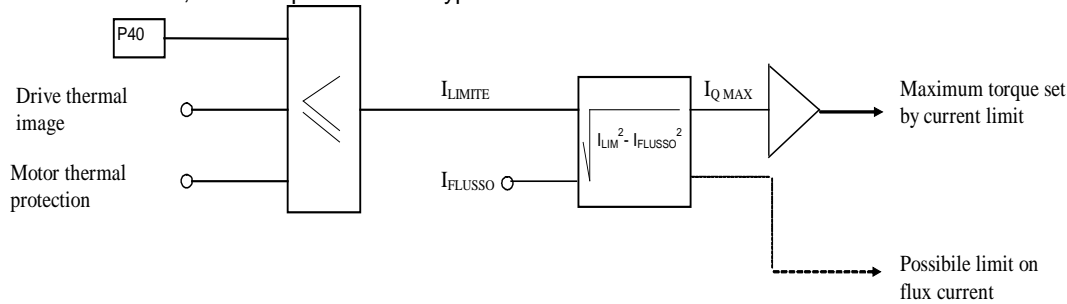 P40
Drive thermal
image
Motor thermal
protection
I_LIMITE
I_FLUSSO
I_LIM² - I_FLUSSO²
I_Q MAX
Maximum torque set
by current limit
Possibile limit on
flux current